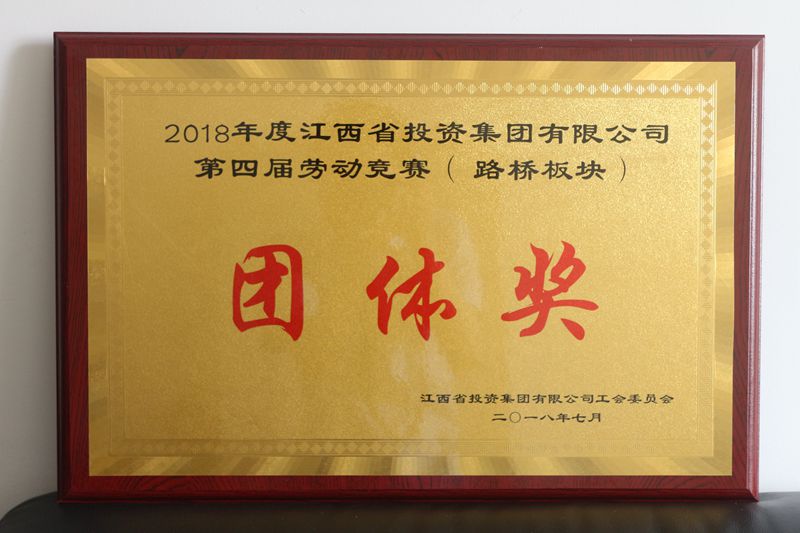 2018年度江西省投资集团有限公司
第四届劳动竞赛（路桥板块）
团体奖
江西省投资集团有限公司工会委员会
二〇一八年七月